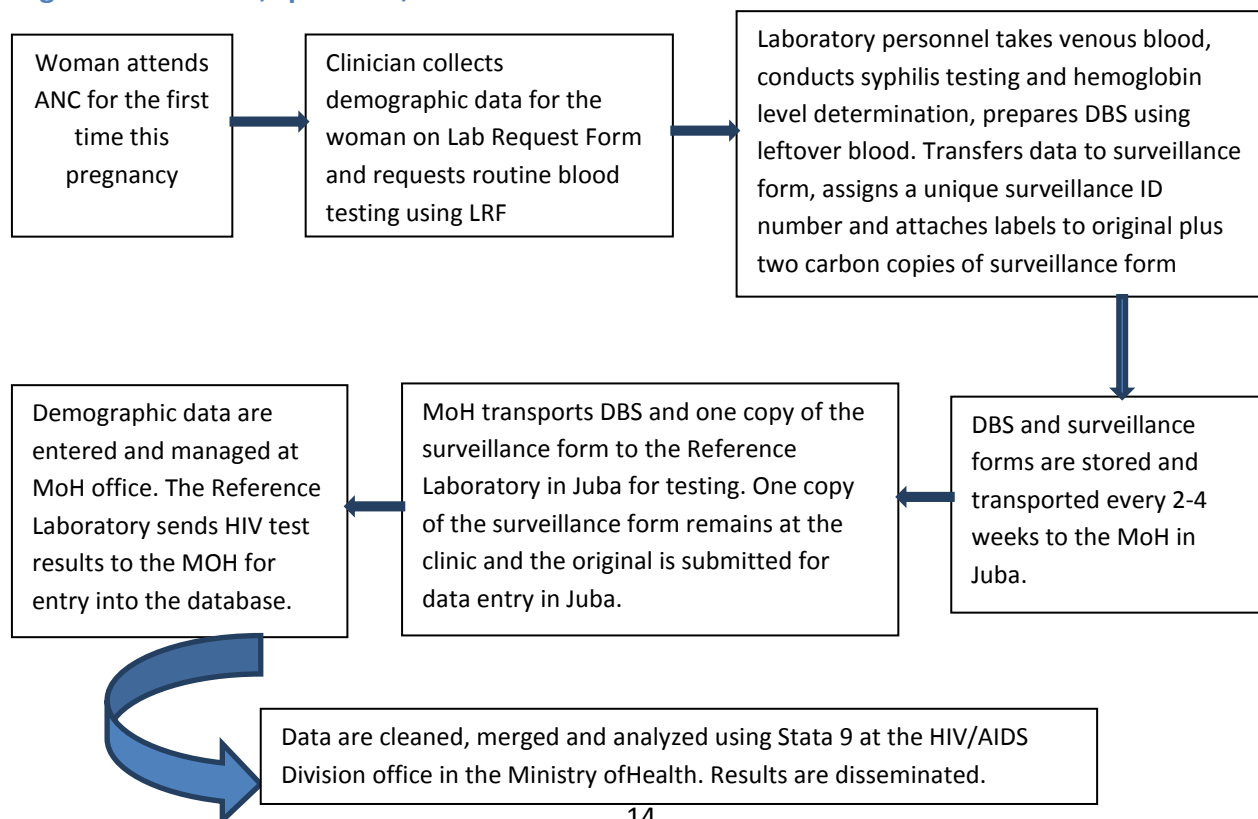 Woman attends
ANC for the first
time this
pregnancy
Clinician collects
demographic data for the
woman on Lab Request Form
and requests routine blood
testing using LRF
Laboratory personnel takes venous blood,
conducts syphilis testing and hemoglobin
level determination, prepares DBS using
leftover blood. Transfers data to surveillance
form, assigns a unique surveillance ID
number and attaches labels to original plus
two carbon copies of surveillance form
DBS and surveillance
forms are stored and
transported every 2-4
weeks to the MoH in
Juba.
MoH transports DBS and one copy of the
surveillance form to the Reference
Laboratory in Juba for testing. One copy
of the surveillance form remains at the
clinic and the original is submitted for
data entry in Juba.
Demographic data are
entered and managed at
MoH office. The Reference
Laboratory sends HIV test
results to the MOH for
entry into the database.
Data are cleaned, merged and analyzed using Stata 9 at the HIV/AIDS
Division office in the Ministry ofHealth. Results are disseminated.
14